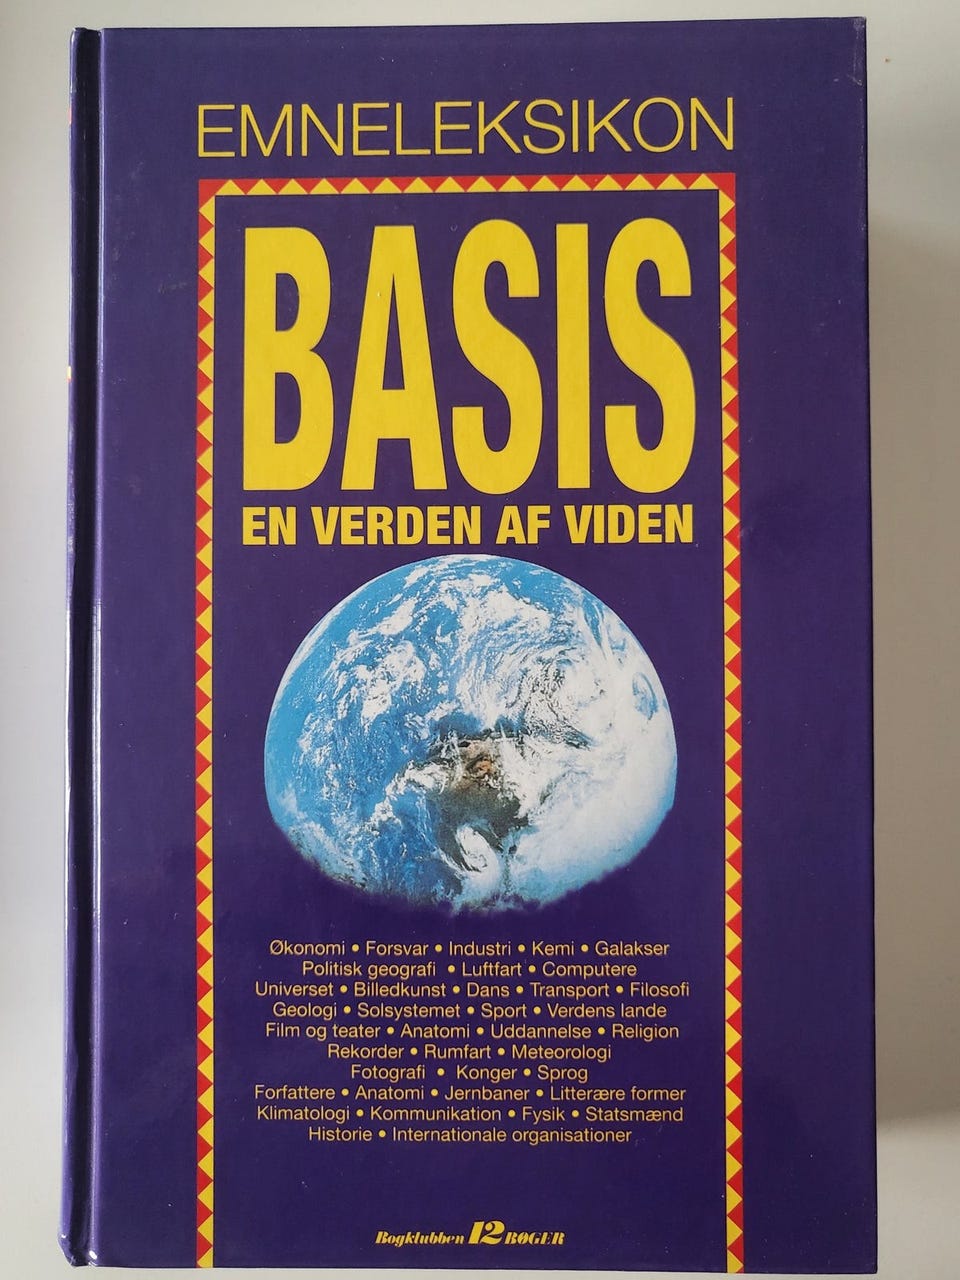 EMNELEKSIKON
BASIS
EN VERDEN AF VIDEN
Økonomi • Forsvar • Industri • Kemi • Galakser
Politisk geografi • Luftfart • Computere
Universet • Billedkunst • Dans • Transport • Filosofi
Geologi • Solsystemet • Sport • Verdens lande
Film og teater • Anatomi • Uddannelse • Religion
Rekorder • Rumfart • Meteorologi
Fotografi • Konger • Sprog
Forfattere • Anatomi • Jernbaner • Litterære former
Klimatologi • Kommunikation • Fysik • Statsmænd
Historie • Internationale organisationer
Bogklubben 12 BØGER